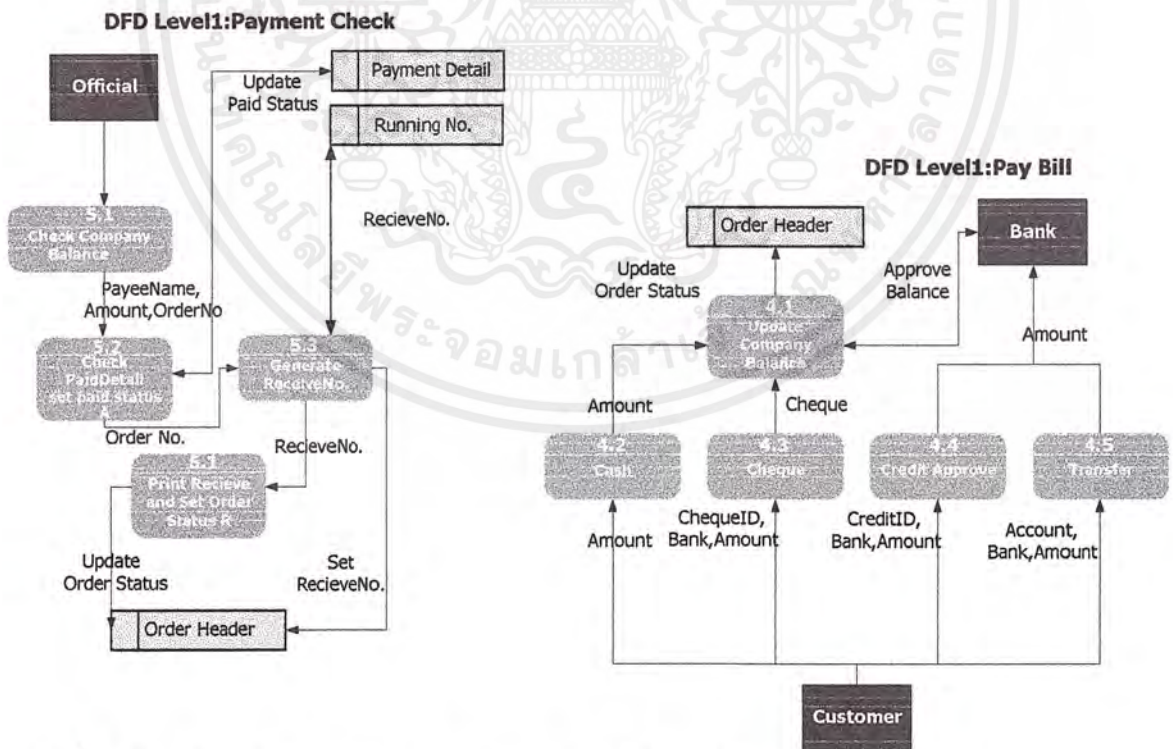 DFD Level1:Payment Check
Official
Update
Paid Status
Payment Detail
Running No.
RecieveNo.
5.1
Check Company
Balance
PayeeName,
Amount,OrderNo
5.2
Check
PaidDetail
set paid status
A
Order No.
5.3
Generate
ReceiveNo.
RecieveNo.
5.1
Print Recieve
and Set Order
Status R
Update
Order Status
Set
RecieveNo.
Order Header
DFD Level1:Pay Bill
Order Header
Bank
Update
Order Status
Approve
Balance
4.1
Update
Company
Balance
Amount
Amount
Cheque
4.2
Cash
4.3
Cheque
4.4
Credit Approve
4.5
Transfer
Amount
ChequeID,
Bank,Amount
CreditID,
Bank,Amount
Account,
Bank,Amount
Customer